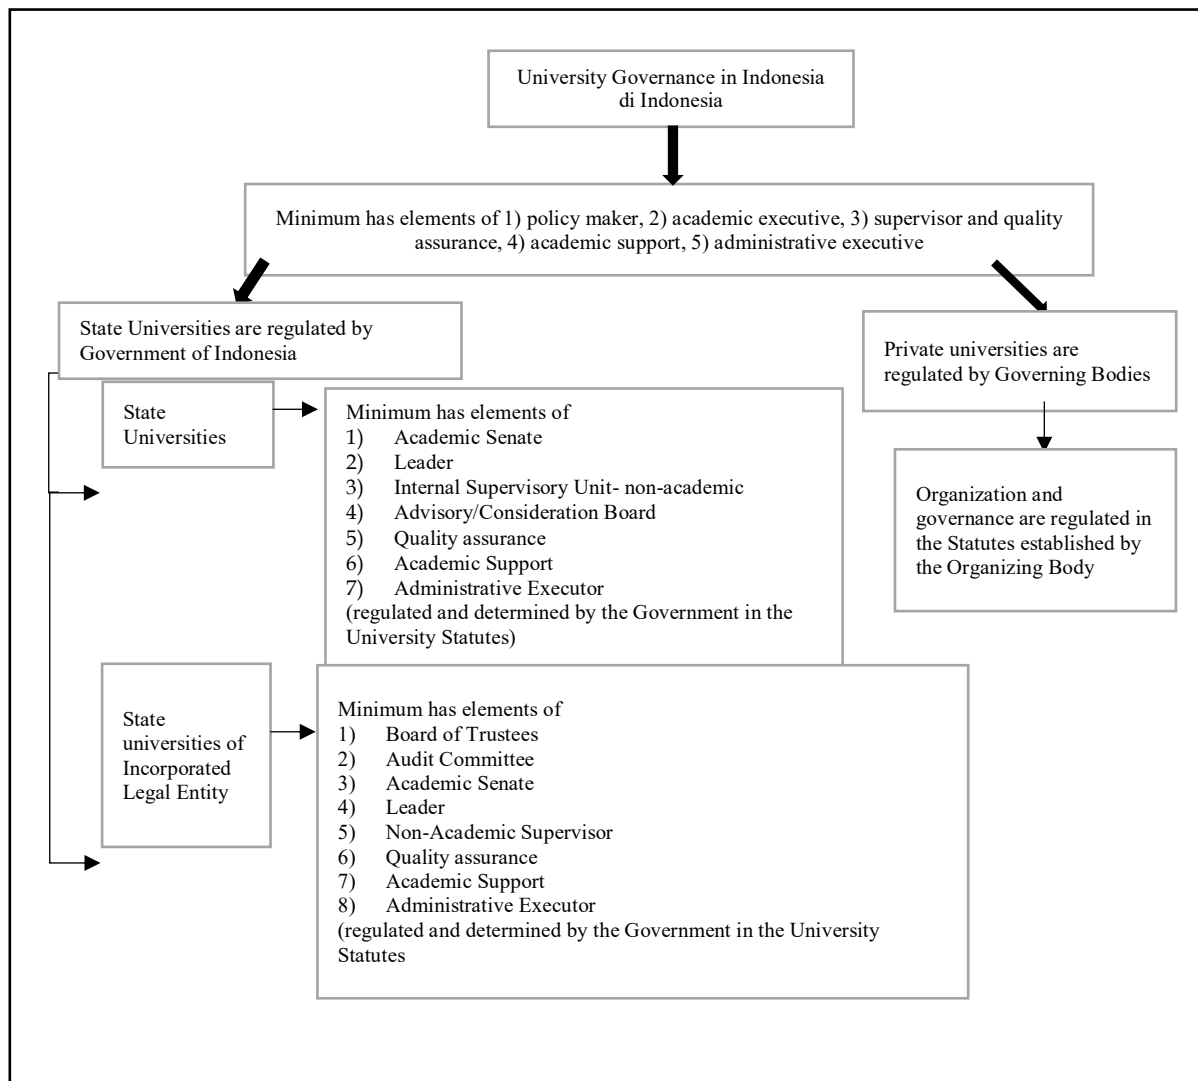 University Governance in Indonesia
di Indonesia
Minimum has elements of 1) policy maker, 2) academic executive, 3) supervisor and quality
assurance, 4) academic support, 5) administrative executive
State Universities are regulated by
Government of Indonesia
Private universities are
regulated by Governing Bodies
State
Universities
Minimum has elements of
1) Academic Senate
2) Leader
3) Internal Supervisory Unit- non-academic
4) Advisory/Consideration Board
5) Quality assurance
6) Academic Support
7) Administrative Executor
(regulated and determined by the Government in the
University Statutes)
Organization and
governance are regulated in
the Statutes established by
the Organizing Body
State
universities of
Incorporated
Legal Entity
Minimum has elements of
1) Board of Trustees
2) Audit Committee
3) Academic Senate
4) Leader
5) Non-Academic Supervisor
6) Quality assurance
7) Academic Support
8) Administrative Executor
(regulated and determined by the Government in the University
Statutes